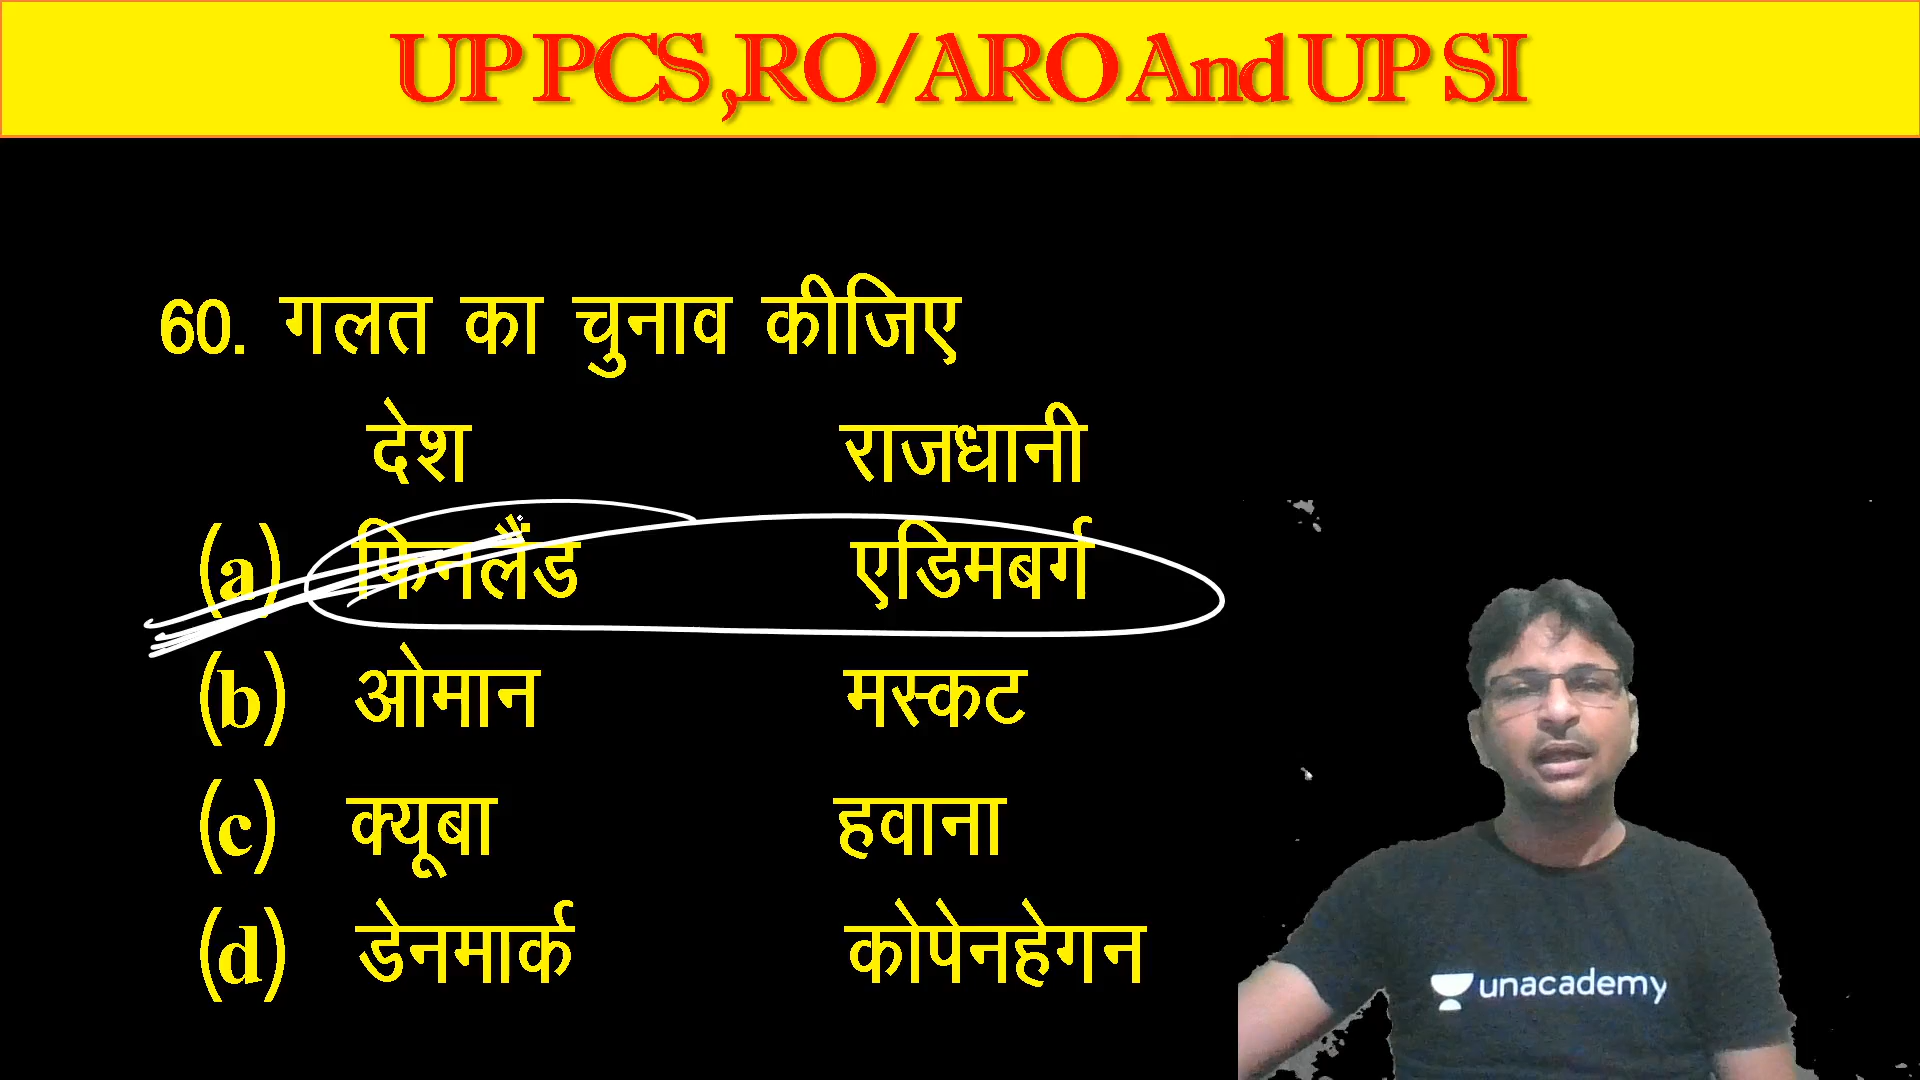 UP PCS ,RO/ARO And UP SI
60. गलत का चुनाव कीजिए
देश राजधानी
(a) फिनलैंड एडिमबर्ग
(b) ओमान मस्कट
(c) क्यूबा हवाना
(d) डेनमार्क कोपेनहेगन
unacademy